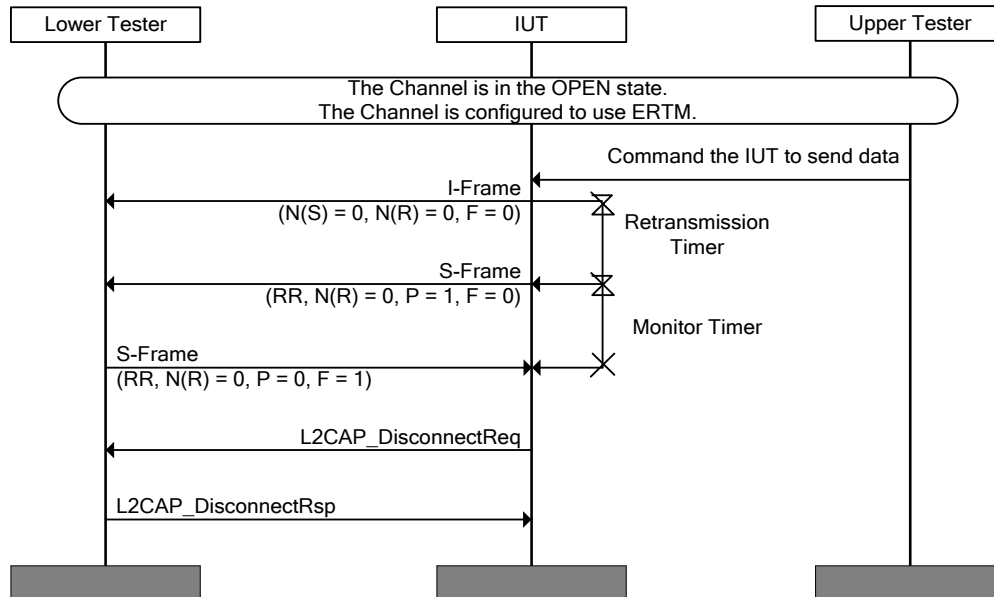 Lower Tester
IUT
Upper Tester
The Channel is in the OPEN state.
The Channel is configured to use ERTM.
Command the IUT to send data
I-Frame
(N(S) = 0, N(R) = 0, F = 0)
Retransmission
Timer
S-Frame
(RR, N(R) = 0, P = 1, F = 0)
Monitor Timer
S-Frame
(RR, N(R) = 0, P = 0, F = 1)
L2CAP_DisconnectReq
L2CAP_DisconnectRsp